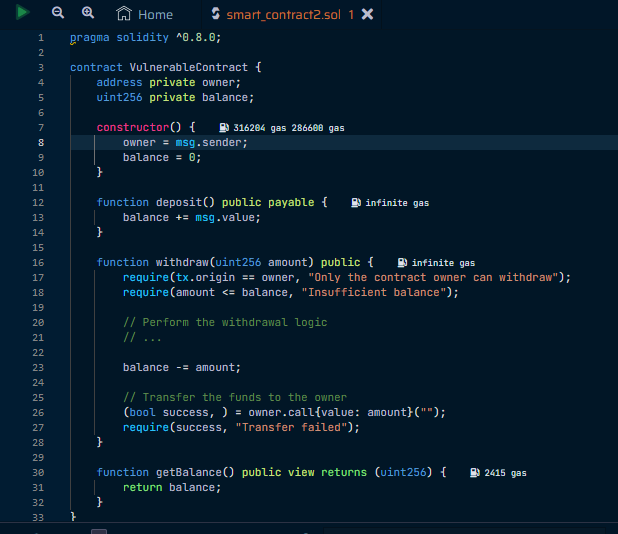 Home smart_contract2.sol 1
1 pragma solidity ^0.8.0;
2
3 contract VulnerableContract {
4 address private owner;
5 uint256 private balance;
6
7 constructor() { 316204 gas 286600 gas
8 owner = msg.sender;
9 balance = 0;
10 }
11
12 function deposit() public payable { infinite gas
13 balance += msg.value;
14 }
15
16 function withdraw(uint256 amount) public { infinite gas
17 require(tx.origin == owner, "Only the contract owner can withdraw");
18 require(amount <= balance, "Insufficient balance");
19
20 // Perform the withdrawal logic
21 // ...
22
23 balance -= amount;
24
25 // Transfer the funds to the owner
26 (bool success, ) = owner.call{value: amount}("");
27 require(success, "Transfer failed");
28 }
29
30 function getBalance() public view returns (uint256) { 2415 gas
31 return balance;
32 }
33 }